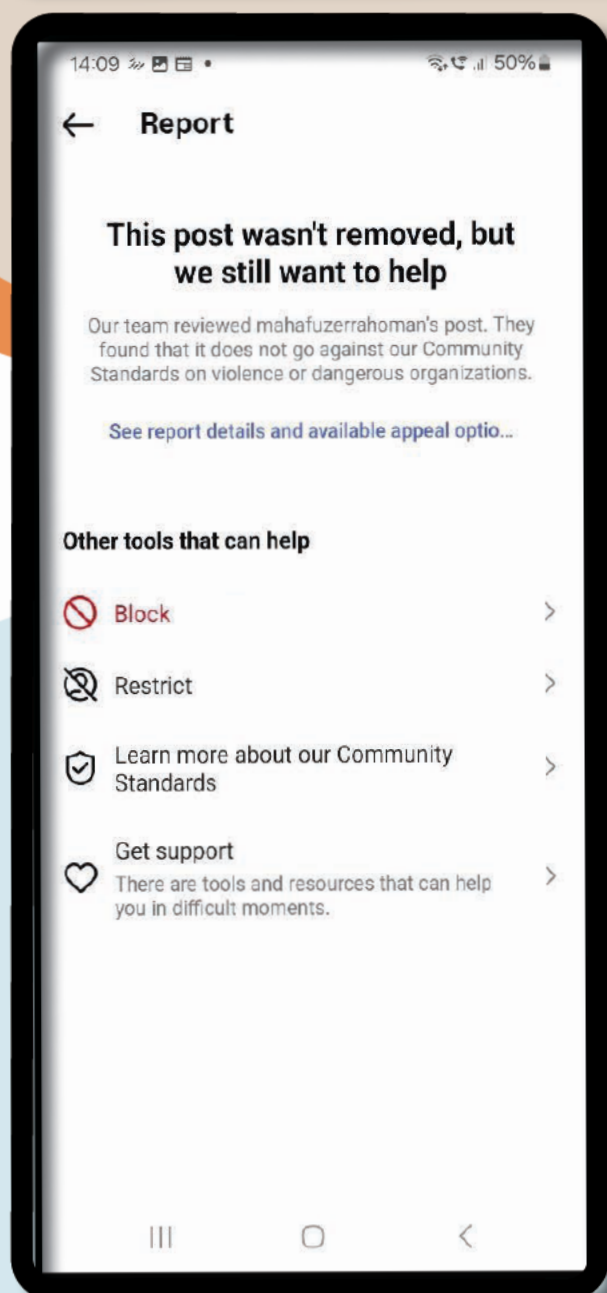 14:09
50%
Report
This post wasn't removed, but
we still want to help
Our team reviewed mahafuzerrahoman's post. They
found that it does not go against our Community
Standards on violence or dangerous organizations.
See report details and available appeal optio...
Other tools that can help
Block
Restrict
Learn more about our Community
Standards
Get support
There are tools and resources that can help
you in difficult moments.